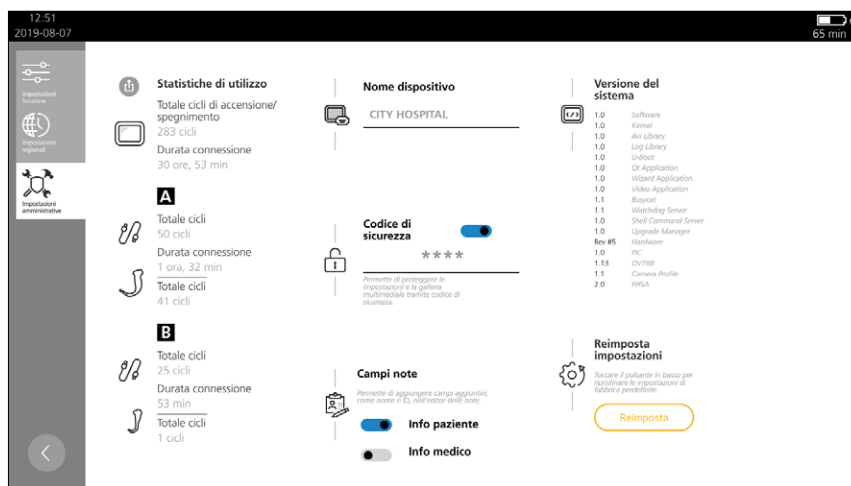 12:51
2019-08-07
65 min
Impostazioni
funzione
Impostazioni
regionali
Impostazioni
amministrative
Statistiche di utilizzo
Totale cicli di accensione/
spegnimento
283 cicli
Durata connessione
30 ore, 53 min
A
Totale cicli
50 cicli
Durata connessione
1 ora, 32 min
Totale cicli
41 cicli
B
Totale cicli
25 cicli
Durata connessione
53 min
Totale cicli
1 cicli
Nome dispositivo
CITY HOSPITAL
Codice di
sicurezza
****
Permette di proteggere le
impostazioni e la galleria
multimediale tramite codice di
sicurezza.
Campi note
Permette di aggiungere campi aggiuntivi,
come nome e ID, nell'editor delle note.
Info paziente
Info medico
Versione del
sistema
1.0 Software
1.0 Kernel
1.0 Avi Library
1.0 Log Library
1.0 U-Boot
1.0 Qt Application
1.0 Wizard Application
1.0 Video Application
1.1 Busycat
1.1 Watchdog Server
1.0 Shell Command Server
1.0 Upgrade Manager
Rev #5 Hardware
1.0 PIC
1.13 OV788
1.1 Camera Profile
2.0 FPGA
Reimposta
impostazioni
Toccare il pulsante in basso per
ripristinare le impostazioni di
fabbrica predefinite.
Reimposta